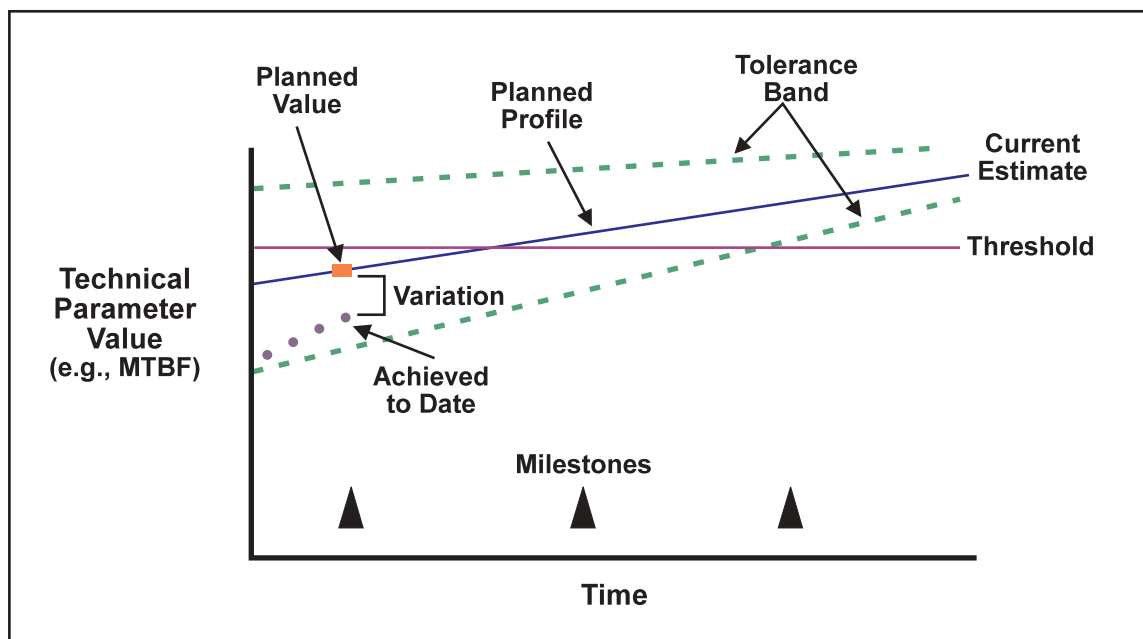 Planned
Value
Planned
Profile
Tolerance
Band
Current
Estimate
Threshold
Technical
Parameter
Value
(e.g., MTBF)
Variation
Achieved
to Date
Milestones
Time